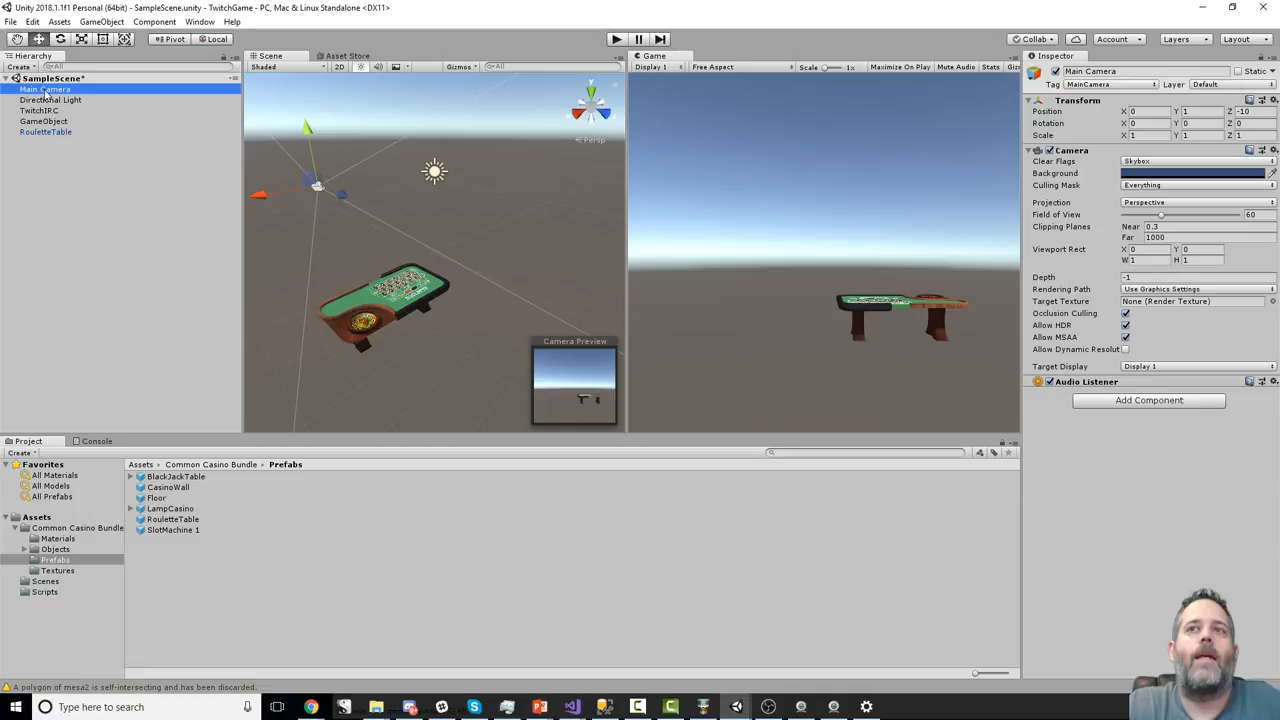 Unity 2018.1.1f1 Personal (64bit) - SampleScene.unity - TwitchGame - PC, Mac & Linux Standalone <DX11>
File Edit Assets GameObject Component Window Help
Pivot Local Collab Account Layers Layout
Hierarchy
Create All
SampleScene*
Main Camera
Directional Light
TwitchIRC
GameObject
RouletteTable
Scene Asset Store
Shaded 2D Gizmos All
y
Persp
Camera Preview
Game
Display 1 Free Aspect Scale 1x Maximize On Play Mute Audio Stats Giz
Inspector
Main Camera Static
Tag MainCamera Layer Default
Transform
Position X 0 Y 1 Z -10
Rotation X 0 Y 0 Z 0
Scale X 1 Y 1 Z 1
Camera
Clear Flags Skybox
Background
Culling Mask Everything
Projection Perspective
Field of View 60
Clipping Planes Near 0.3
Far 1000
Viewport Rect X 0 Y 0
W 1 H 1
Depth -1
Rendering Path Use Graphics Settings
Target Texture None (Render Texture)
Occlusion Culling
Allow HDR
Allow MSAA
Allow Dynamic Resolut
Target Display Display 1
Audio Listener
Add Component
Project Console
Create
Favorites
All Materials
All Models
All Prefabs
Assets
Common Casino Bundle
Materials
Objects
Prefabs
Textures
Scenes
Scripts
Assets Common Casino Bundle Prefabs
BlackJackTable
CasinoWall
Floor
LampCasino
RouletteTable
SlotMachine 1
A polygon of mesa2 is self-intersecting and has been discarded.
Type here to search